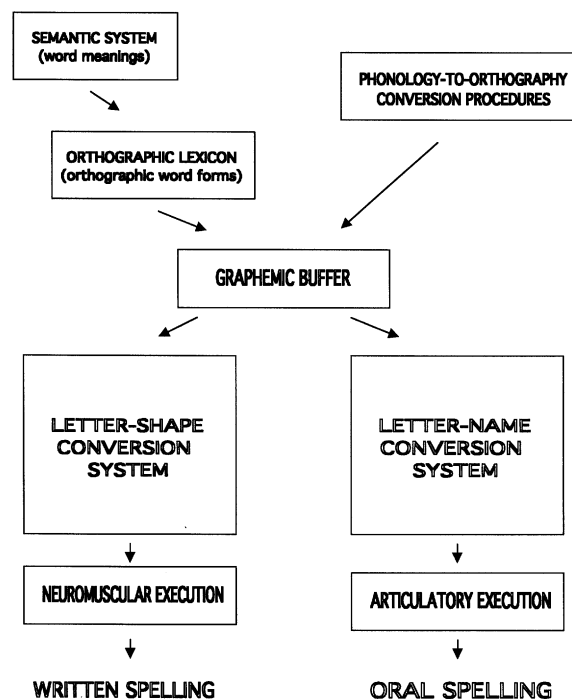 SEMANTIC SYSTEM
(word meanings)
PHONOLOGY-TO-ORTHOGRAPHY
CONVERSION PROCEDURES
ORTHOGRAPHIC LEXICON
(orthographic word forms)
GRAPHEMIC BUFFER
LETTER-SHAPE
CONVERSION
SYSTEM
LETTER-NAME
CONVERSION
SYSTEM
NEUROMUSCULAR EXECUTION
ARTICULATORY EXECUTION
WRITTEN SPELLING
ORAL SPELLING